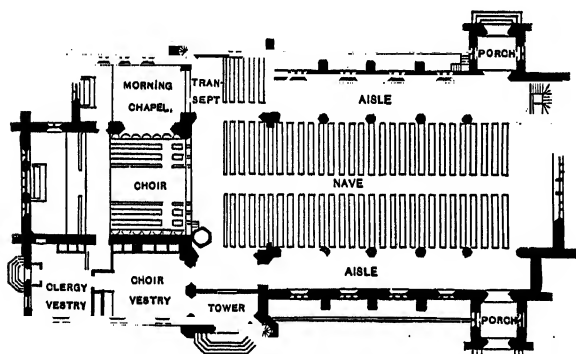 PORCH
MORNING
CHAPEL.
TRAN-
SEPT
AISLE
CHOIR
NAVE
AISLE
CLERGY
VESTRY
CHOIR
VESTRY
TOWER
PORCH